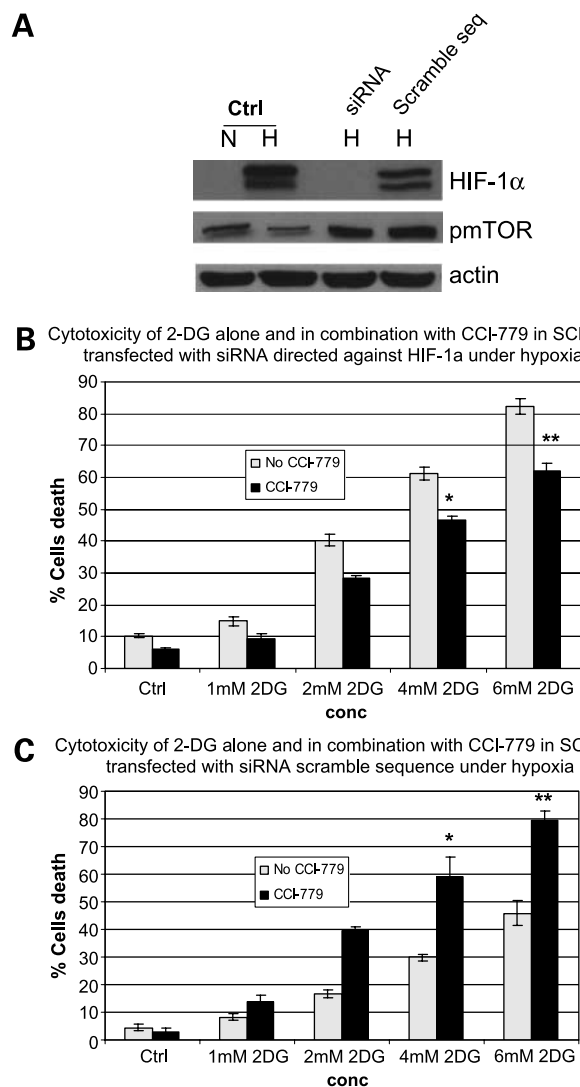 A
Ctrl
siRNA
Scramble seq
N H H H
HIF-1α
pmTOR
actin
B
Cytotoxicity of 2-DG alone and in combination with CCI-779 in
transfected with siRNA directed against HIF-1a under hypoxia
90
80
70
60
50
40
30
20
10
0
% Cells death
No CCI-779
CCI-779
*
**
Ctrl 1mM 2DG 2mM 2DG 4mM 2DG 6mM 2DG
conc
C
Cytotoxicity of 2-DG alone and in combination with CCI-779 in
transfected with siRNA scramble sequence under hypoxia
90
80
70
60
50
40
30
20
10
0
% Cells death
No CCI-779
CCI-779
*
**
Ctrl 1mM 2DG 2mM 2DG 4mM 2DG 6mM 2DG
conc